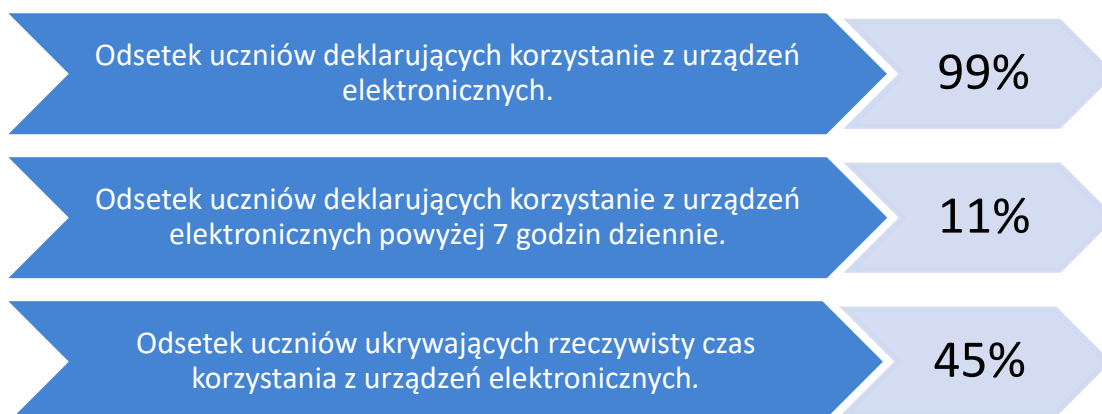 Odsetek uczniów deklarujących korzystanie z urządzeń
elektronicznych.
99%
Odsetek uczniów deklarujących korzystanie z urządzeń
elektronicznych powyżej 7 godzin dziennie.
11%
Odsetek uczniów ukrywających rzeczywisty czas
korzystania z urządzeń elektronicznych.
45%